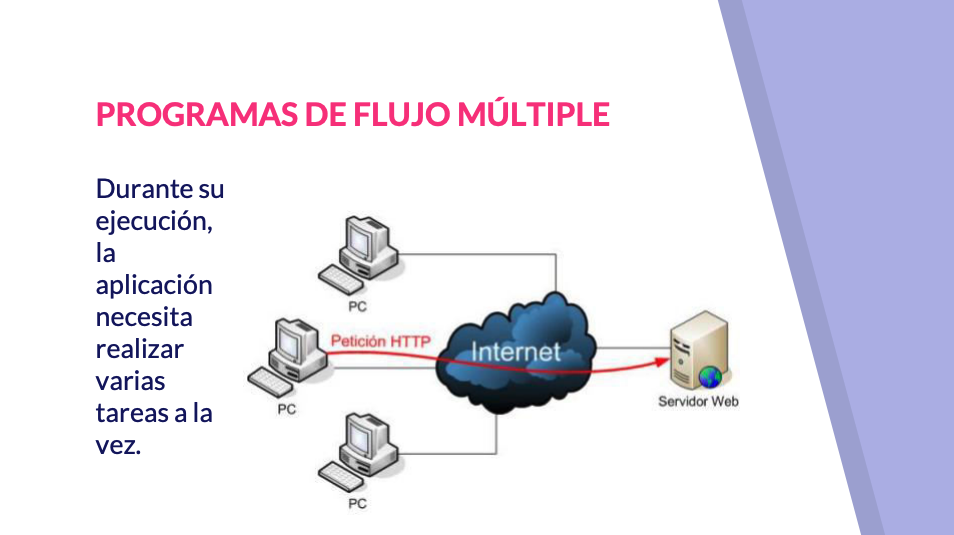 PROGRAMAS DE FLUJO MÚLTIPLE
Durante su
ejecución,
la
aplicación
necesita
realizar
varias
tareas a la
vez.
PC
Petición HTTP
Internet
PC
Servidor Web
PC